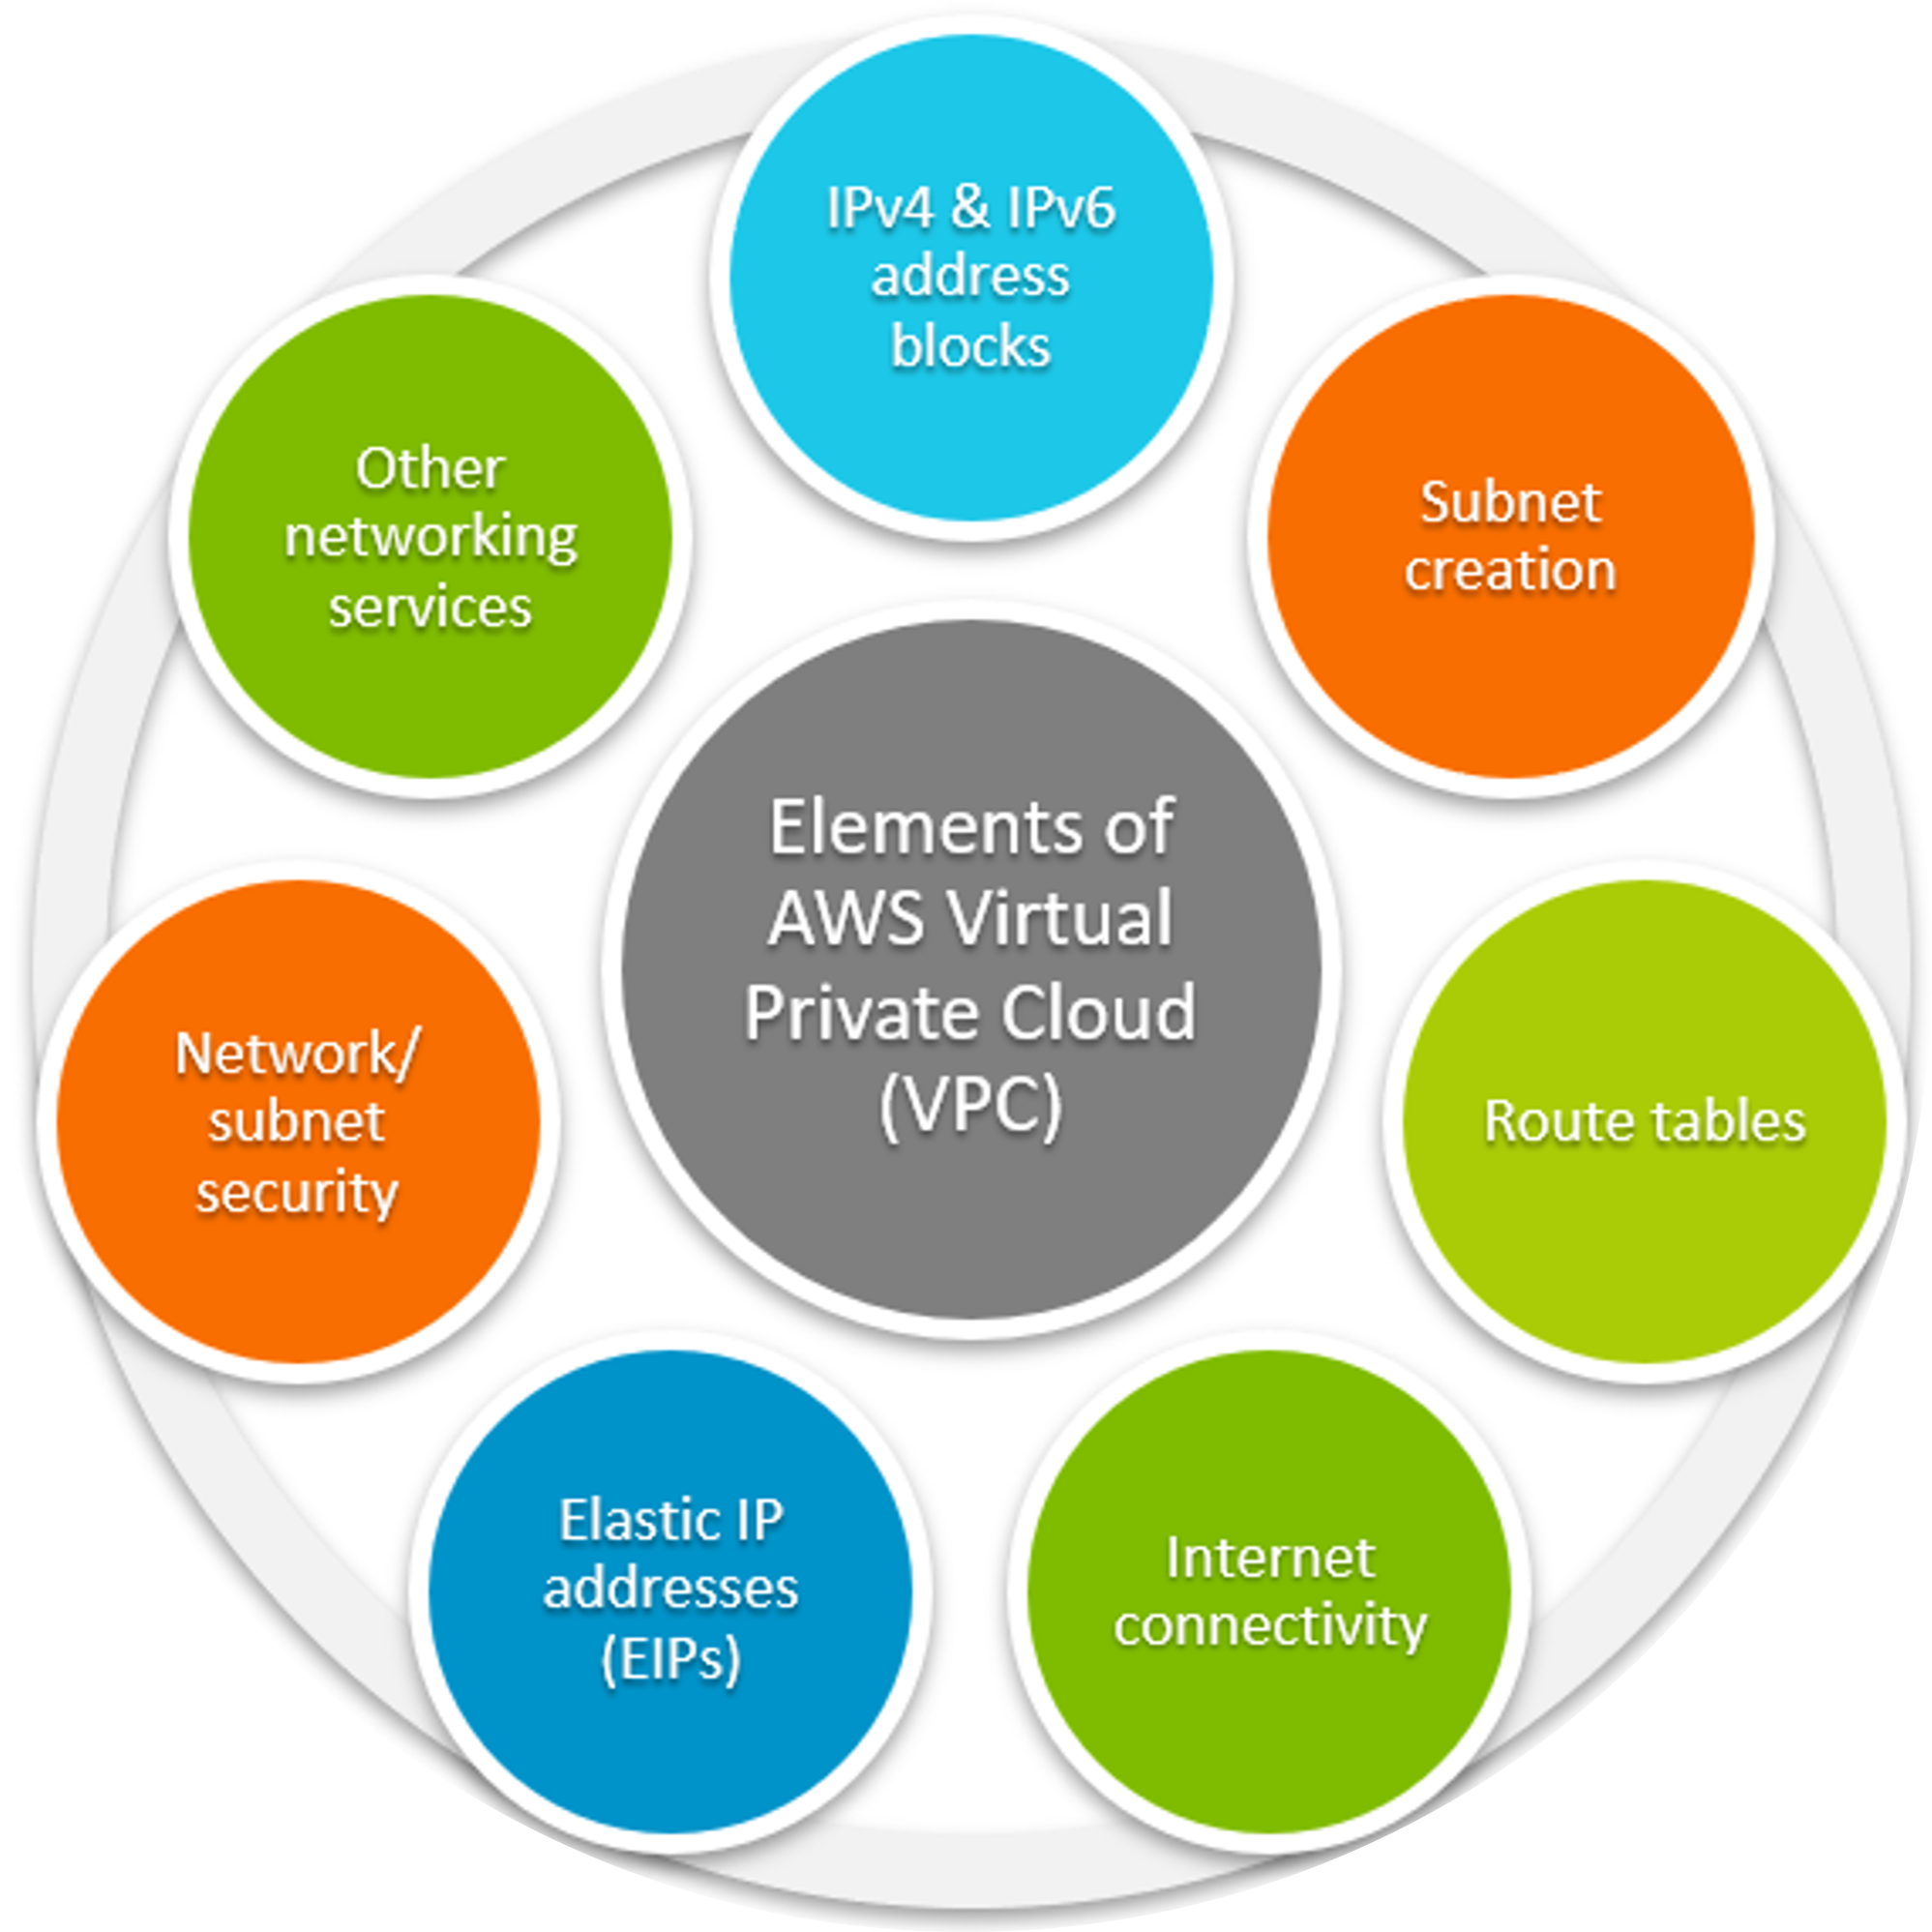 IPv4 & IPv6
address
blocks
Subnet
creation
Route tables
Internet
connectivity
Elastic IP
addresses
(EIPs)
Network/
subnet
security
Other
networking
services
Elements of
AWS Virtual
Private Cloud
(VPC)